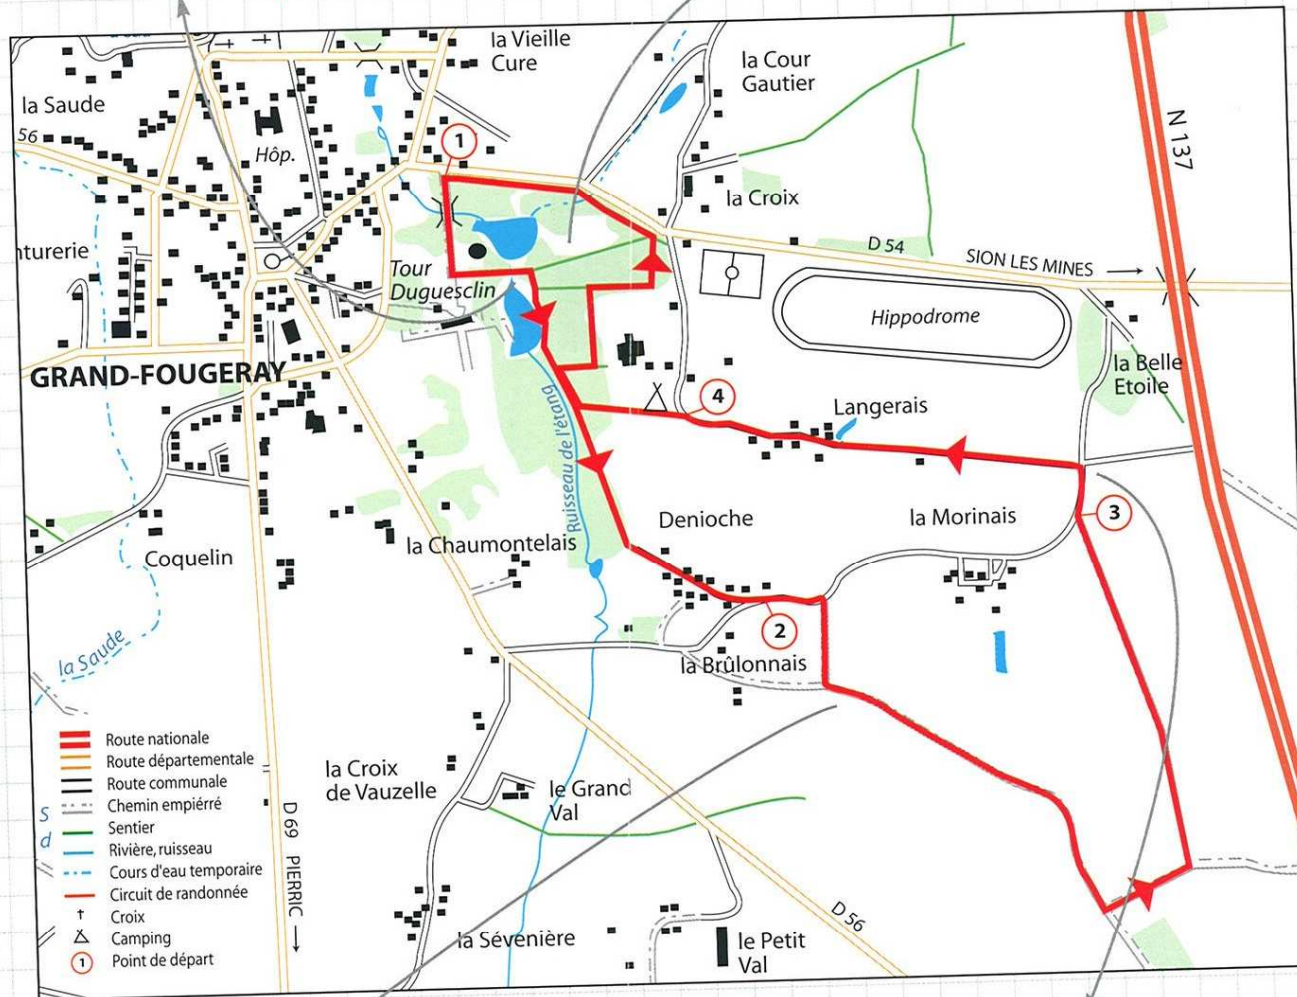 la Vieille
Cure
la Cour
Gautier
la Saude
56
Hôp.
1
N 137
la Croix
nturerie
Tour
Duguesclin
D 54
SION LES MINES
Hippodrome
GRAND-FOUGERAY
la Belle
Etoile
4
Langerais
Ruisseau de l'étang
Denioche
la Morinais
3
la Chaumontelais
Coquelin
2
la Brûlonnais
la Saude
la Croix
de Vauzelle
le Grand
Val
D 69 PIERRIC
D 56
la Sévenière
le Petit
Val
S
d
Route nationale
Route départementale
Route communale
Chemin empiérré
Sentier
Rivière, ruisseau
Cours d'eau temporaire
Circuit de randonnée
Croix
Camping
1 Point de départ